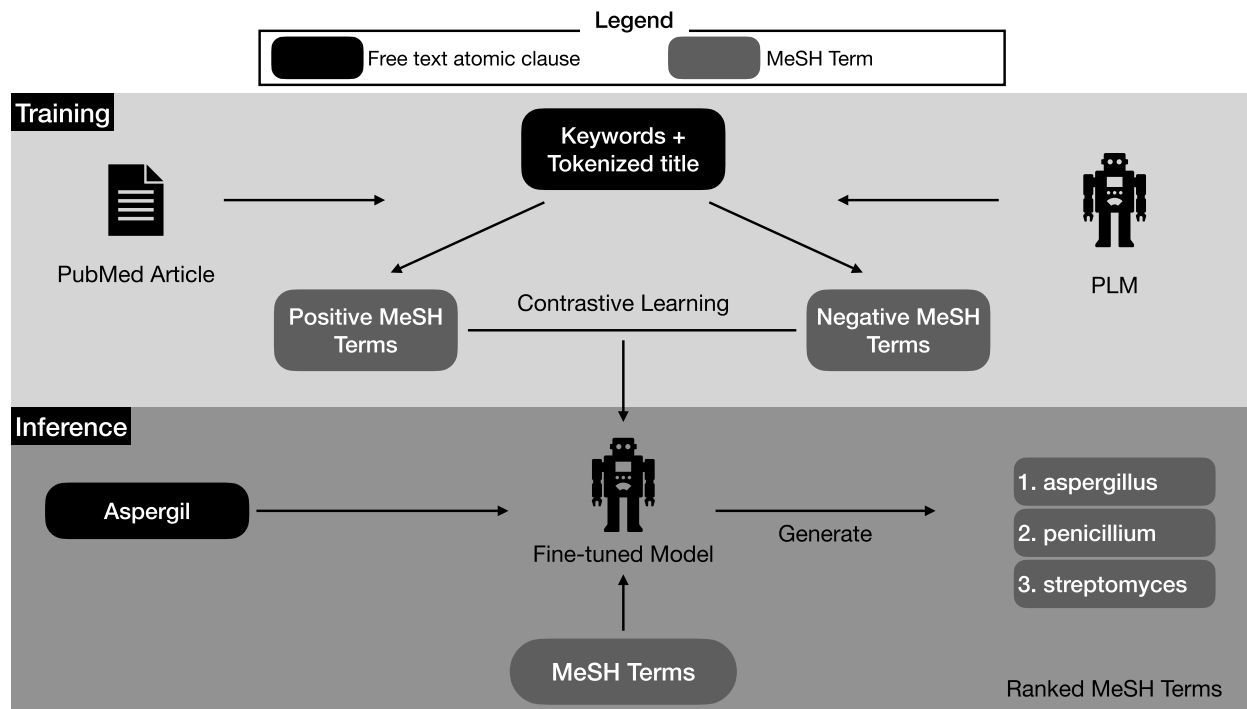 Legend
Free text atomic clause
MeSH Term
Training
Keywords +
Tokenized title
PubMed Article
PLM
Positive MeSH
Terms
Contrastive Learning
Negative MeSH
Terms
Inference
Aspergil
Fine-tuned Model
Generate
1. aspergillus
2. penicillium
3. streptomyces
MeSH Terms
Ranked MeSH Terms